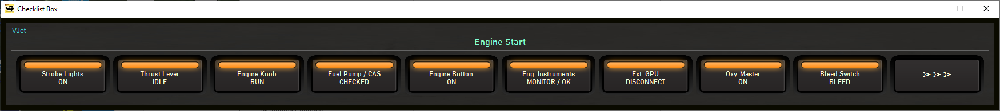 Checklist Box
VJet
Engine Start
Strobe Lights
ON
Thrust Lever
IDLE
Engine Knob
RUN
Fuel Pump / CAS
CHECKED
Engine Button
ON
Eng. Instruments
MONITOR / OK
Ext. GPU
DISCONNECT
Oxy. Master
ON
Bleed Switch
BLEED
>>>